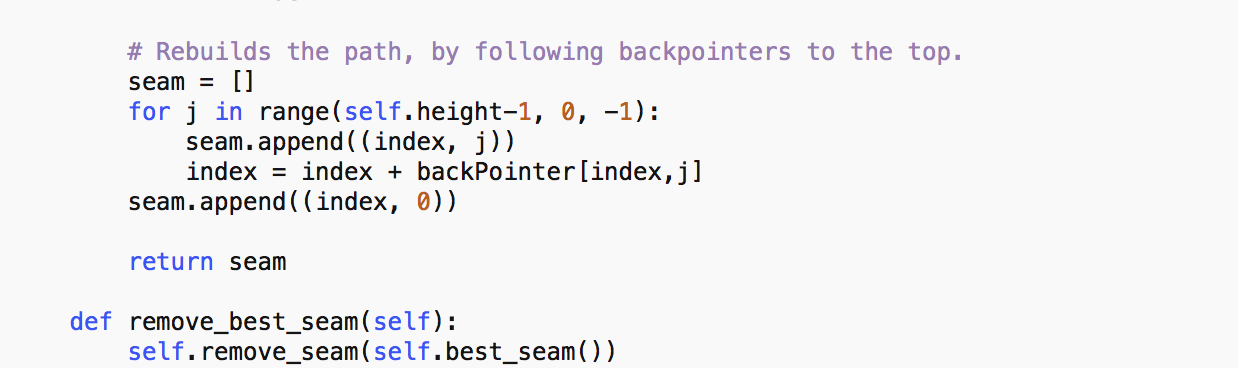 # Rebuilds the path, by following backpointers to the top.
seam = []
for j in range(self.height-1, 0, -1):
seam.append((index, j))
index = index + backPointer[index,j]
seam.append((index, 0))
return seam
def remove_best_seam(self):
self.remove_seam(self.best_seam())